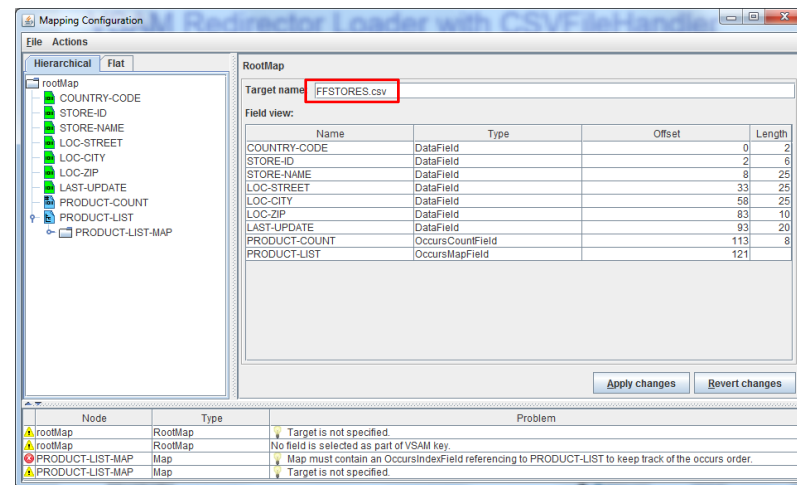 VSAM Redirector Loader with CSVFileHandler
Mapping Configuration
File Actions
Hierarchical Flat
rootMap
COUNTRY-CODE
STORE-ID
STORE-NAME
LOC-STREET
LOC-CITY
LOC-ZIP
LAST-UPDATE
PRODUCT-COUNT
PRODUCT-LIST
PRODUCT-LIST-MAP
RootMap
Target name FFSTORES.csv
Field view:
Name Type Offset Length
COUNTRY-CODE DataField 0 2
STORE-ID DataField 2 6
STORE-NAME DataField 8 25
LOC-STREET DataField 33 25
LOC-CITY DataField 58 25
LOC-ZIP DataField 83 10
LAST-UPDATE DataField 93 20
PRODUCT-COUNT OccursCountField 113 8
PRODUCT-LIST OccursMapField 121
Apply changes Revert changes
Node Type Problem
rootMap RootMap Target is not specified.
rootMap RootMap No field is selected as part of VSAM key.
PRODUCT-LIST-MAP Map Map must contain an OccursIndexField referencing to PRODUCT-LIST to keep track of the occurs order.
PRODUCT-LIST-MAP Map Target is not specified.